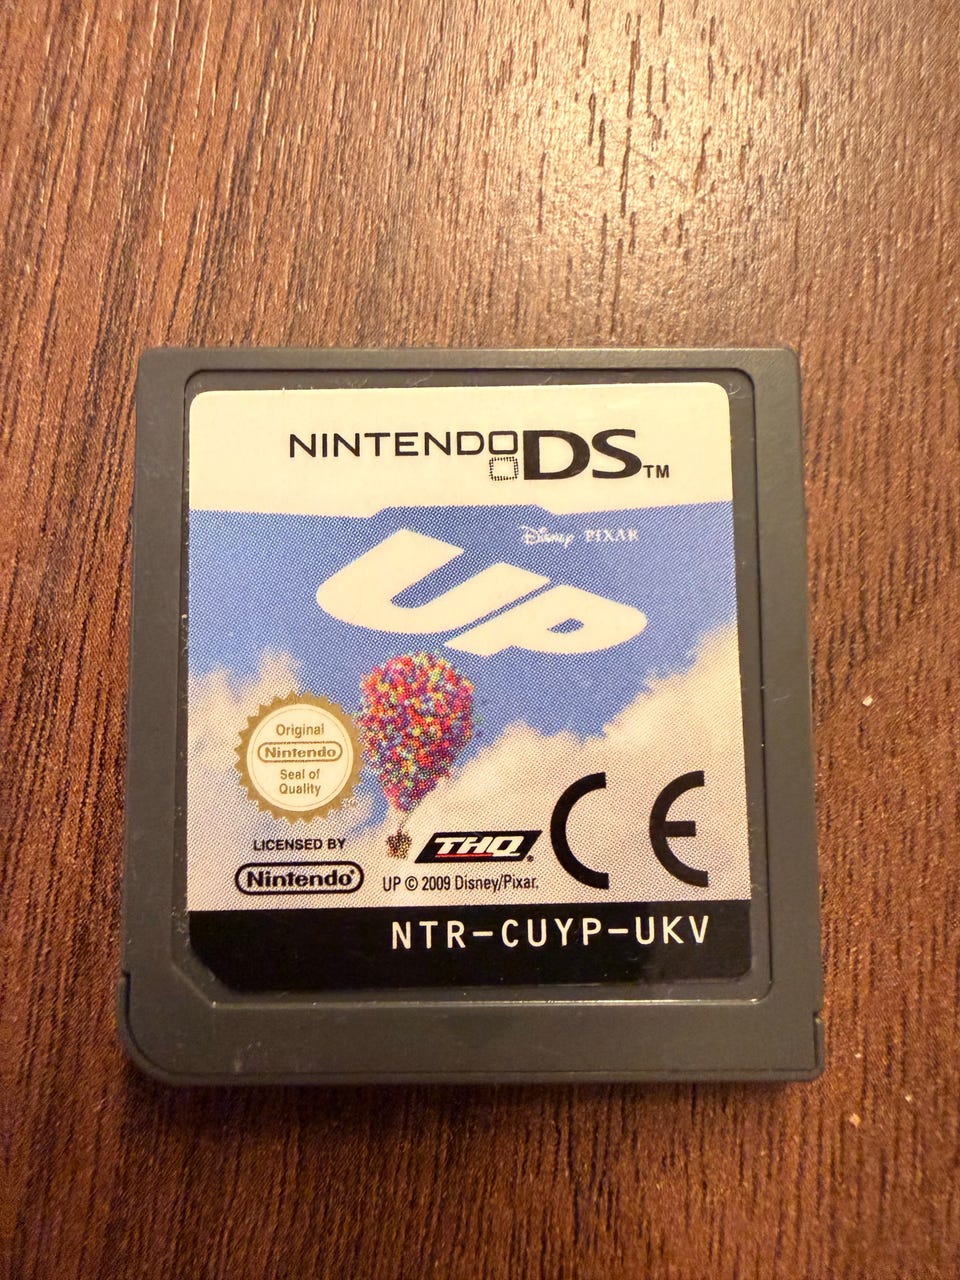 NINTENDO DS™
Disney PIXAR
UP
Original
Nintendo
Seal of
Quality
LICENSED BY
Nintendo®
THQ®
UP © 2009 Disney/Pixar.
CE
NTR-CUYP-UKV